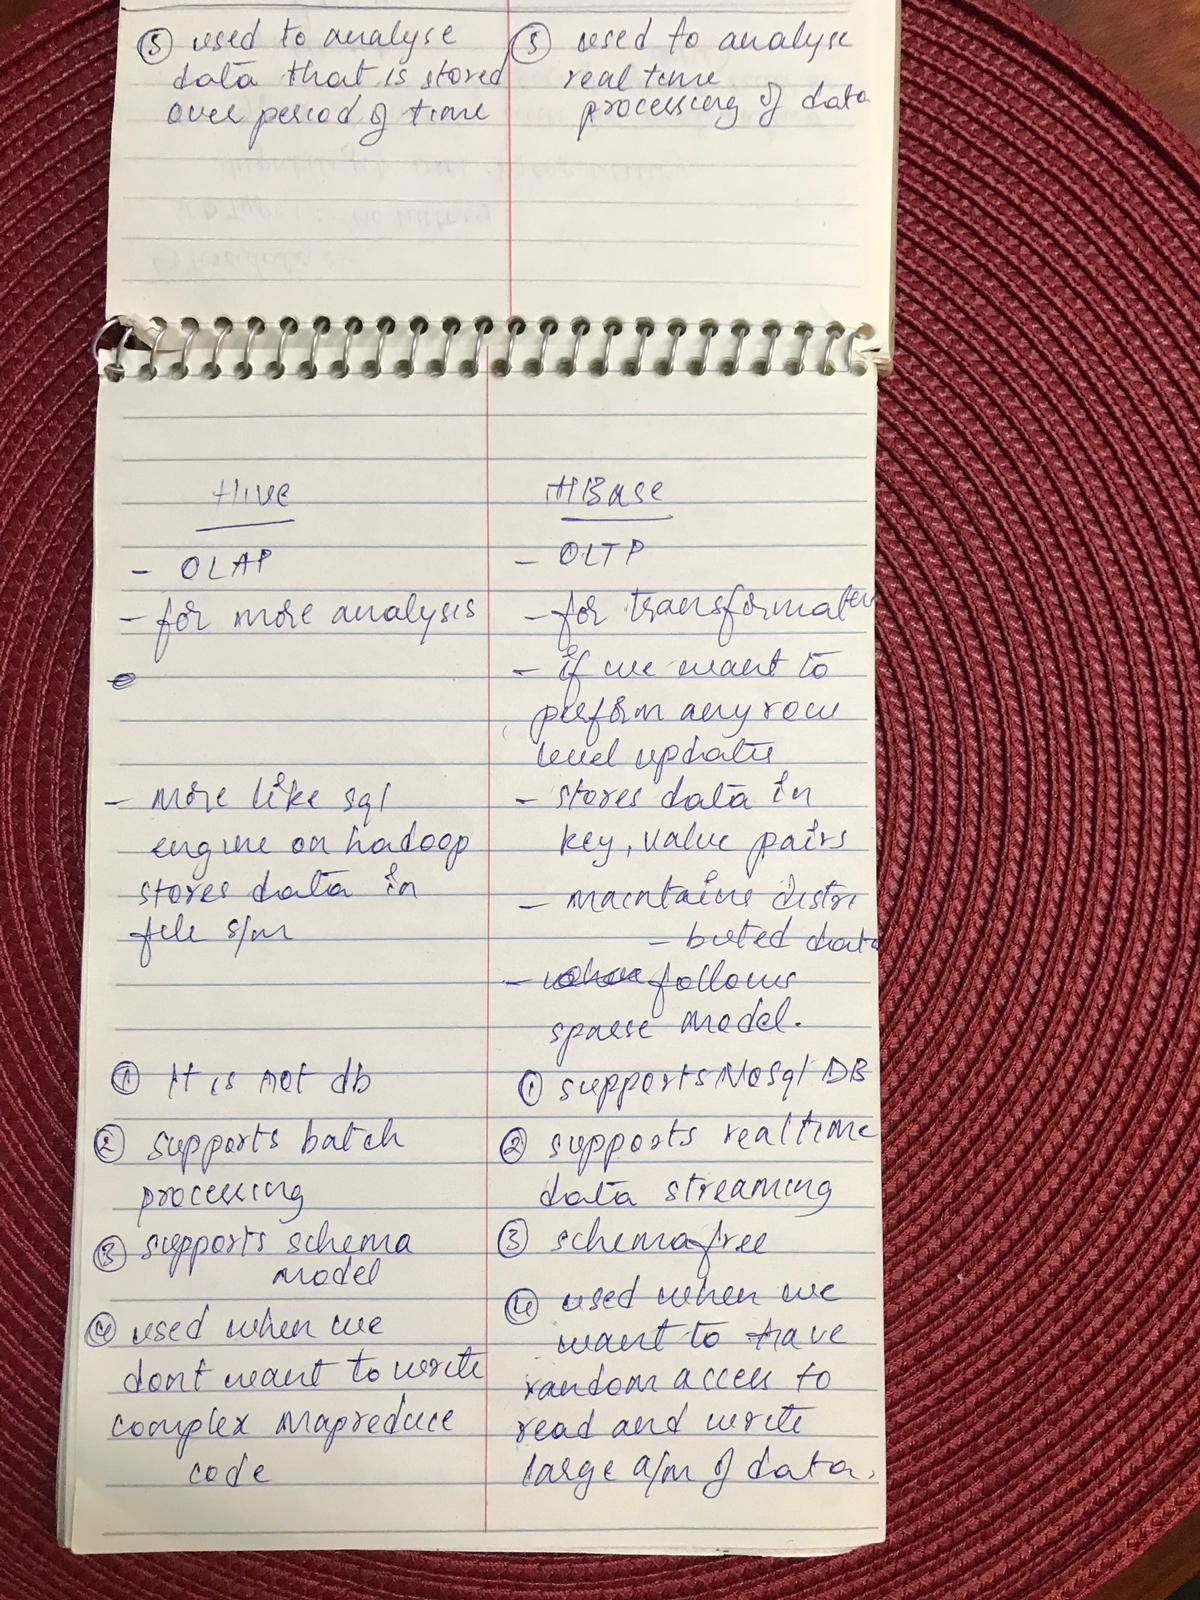 ⑤ used to analyse
data that is stored
over period of time
⑤ used to analyse
real time
processing of data
Hive
- OLAP
- for more analysis
- more like sql
engine on hadoop
stores data in
file s/m
① It is not db
② supports batch
processing
③ supports schema
model
④ used when we
dont want to write
complex mapreduce
code
HBase
- OLTP
- for transformation
- if we want to
perform any row
level update
- stores data in
key, value pairs
- maintains distri
- buted data
- follows
sparse model.
① supports NoSql DB
② supports realtime
data streaming
③ schema free
④ used when we
want to have
random access to
read and write
large a/m of data.